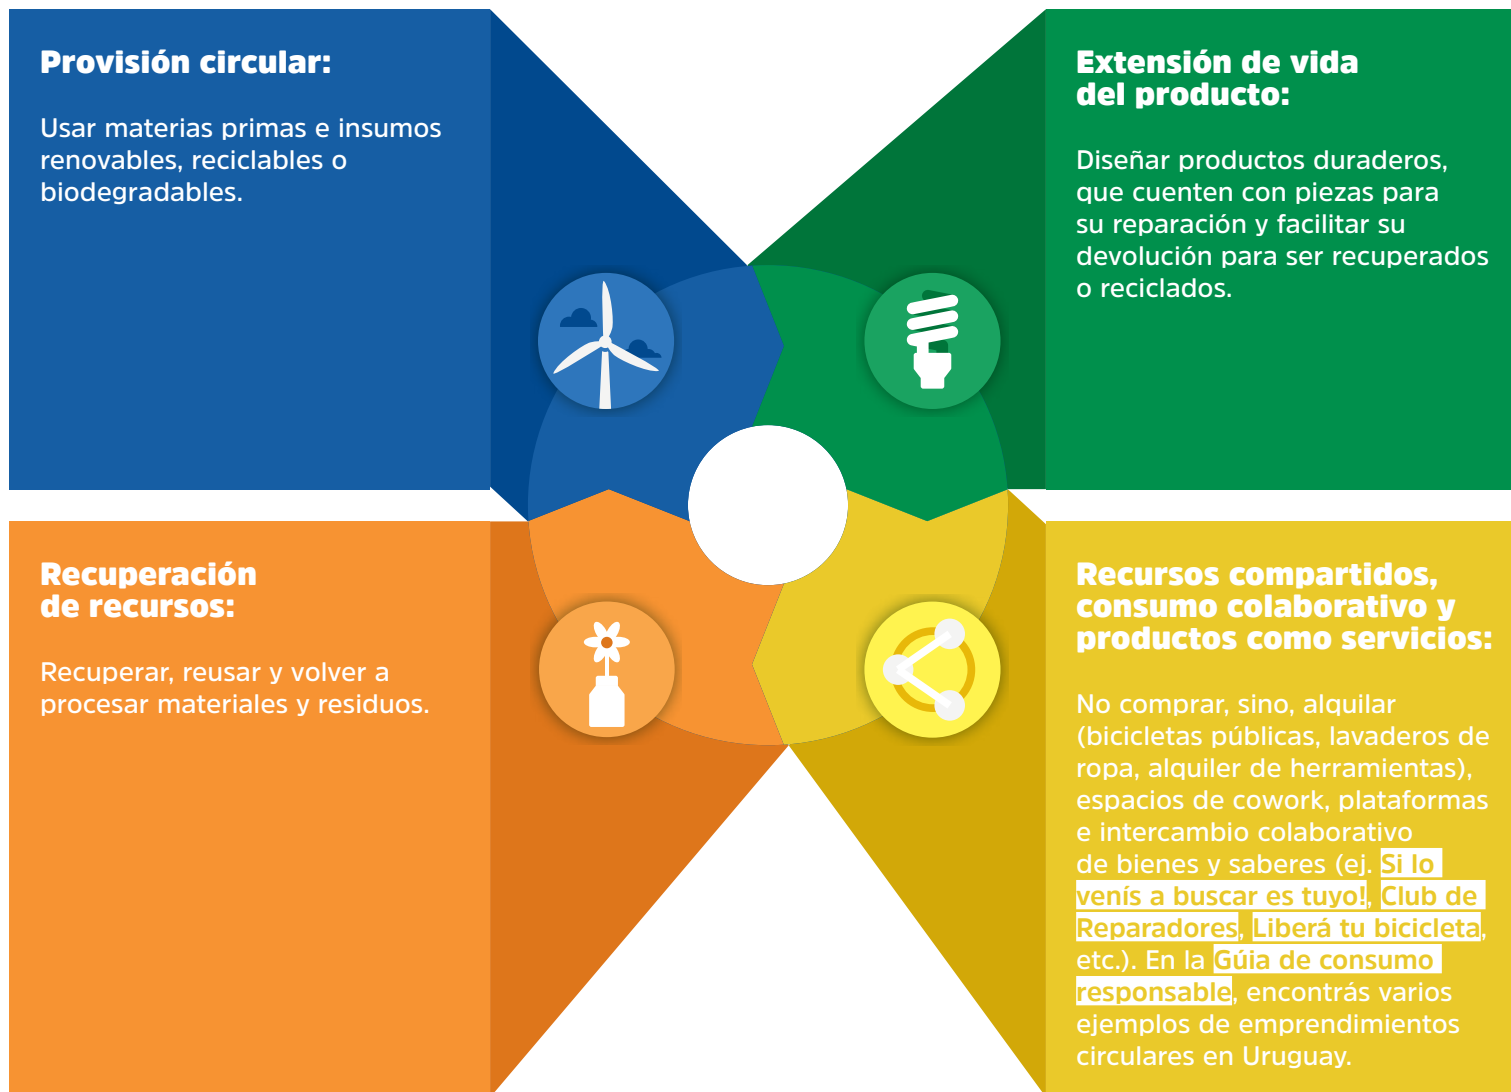 Provisión circular:
Usar materias primas e insumos
renovables, reciclables o
biodegradables.
Extensión de vida
del producto:
Diseñar productos duraderos,
que cuenten con piezas para
su reparación y facilitar su
devolución para ser recuperados
o reciclados.
Recuperación
de recursos:
Recuperar, reusar y volver a
procesar materiales y residuos.
Recursos compartidos,
consumo colaborativo y
productos como servicios:
No comprar, sino, alquilar
(bicicletas públicas, lavaderos de
ropa, alquiler de herramientas),
espacios de cowork, plataformas
e intercambio colaborativo
de bienes y saberes (ej. Si lo
venís a buscar es tuyo!, Club de
Reparadores, Liberá tu bicicleta,
etc.). En la Gúia de consumo
responsable, encontrás varios
ejemplos de emprendimientos
circulares en Uruguay.